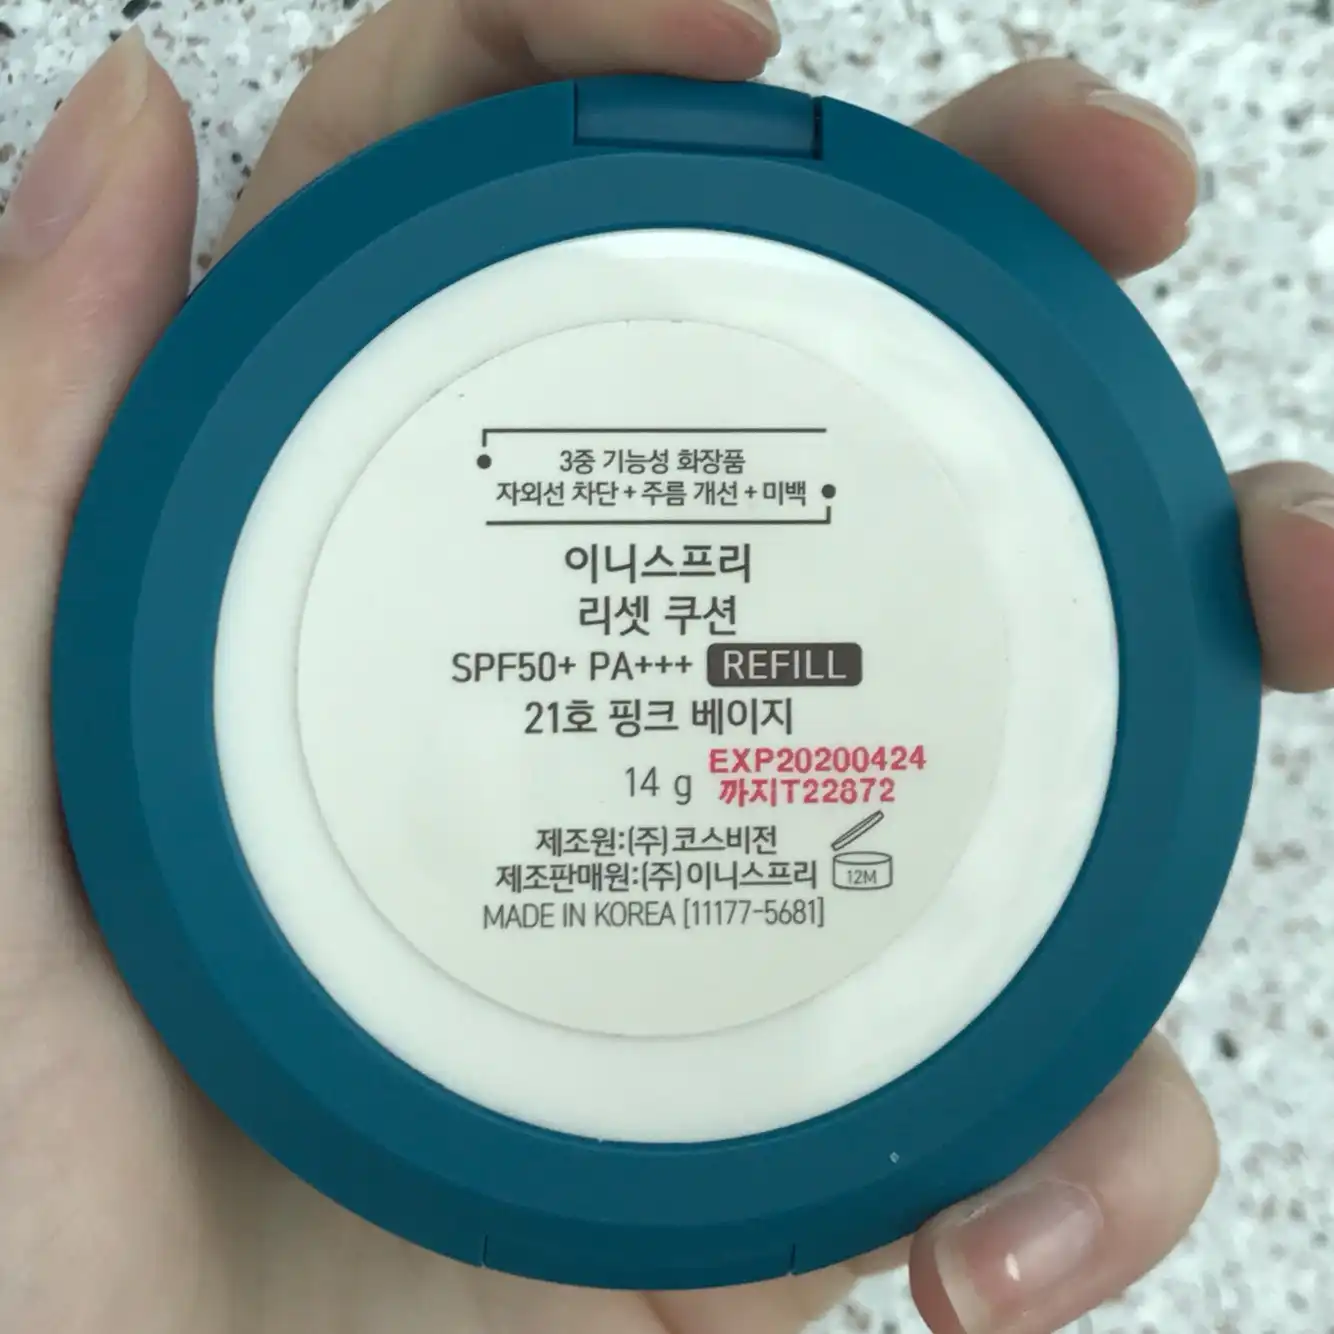 3중 기능성 화장품
자외선 차단 + 주름 개선 + 미백
이니스프리
리셋 쿠션
SPF50+ PA+++ REFILL
21호 핑크 베이지
14 g EXP20200424
까지T22872
제조원:(주)코스비전
제조판매원:(주)이니스프리 12M
MADE IN KOREA [11177-5681]